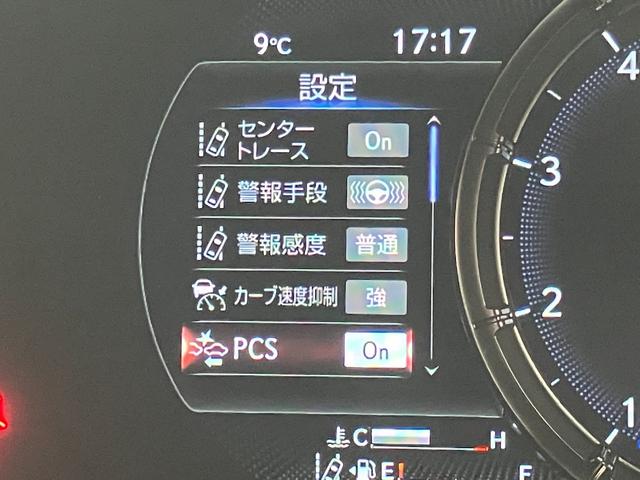 9℃
17:17
設定
センター
トレース
On
警報手段
警報感度
普通
カーブ速度抑制
強
PCS
On
C
H
E
F
4
3
2
1